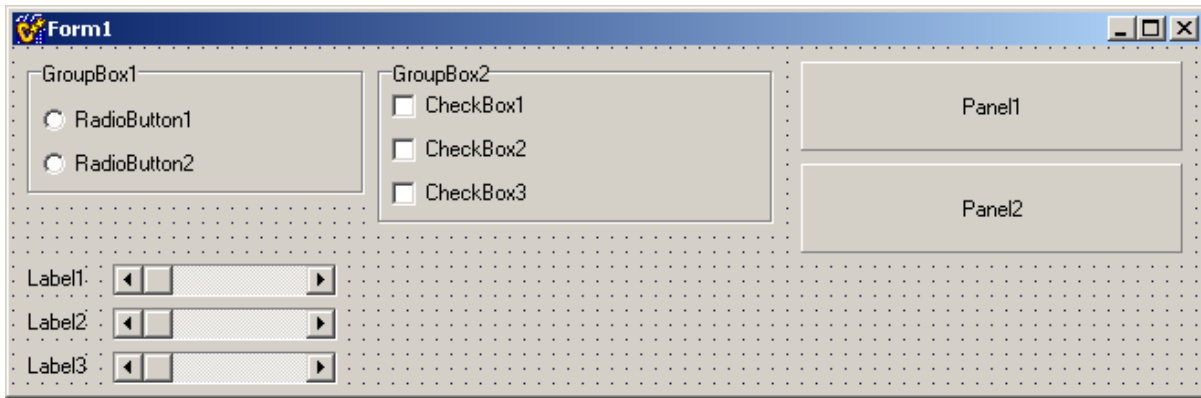 Form1
GroupBox1
RadioButton1
RadioButton2
GroupBox2
CheckBox1
CheckBox2
CheckBox3
Panel1
Panel2
Label1
Label2
Label3